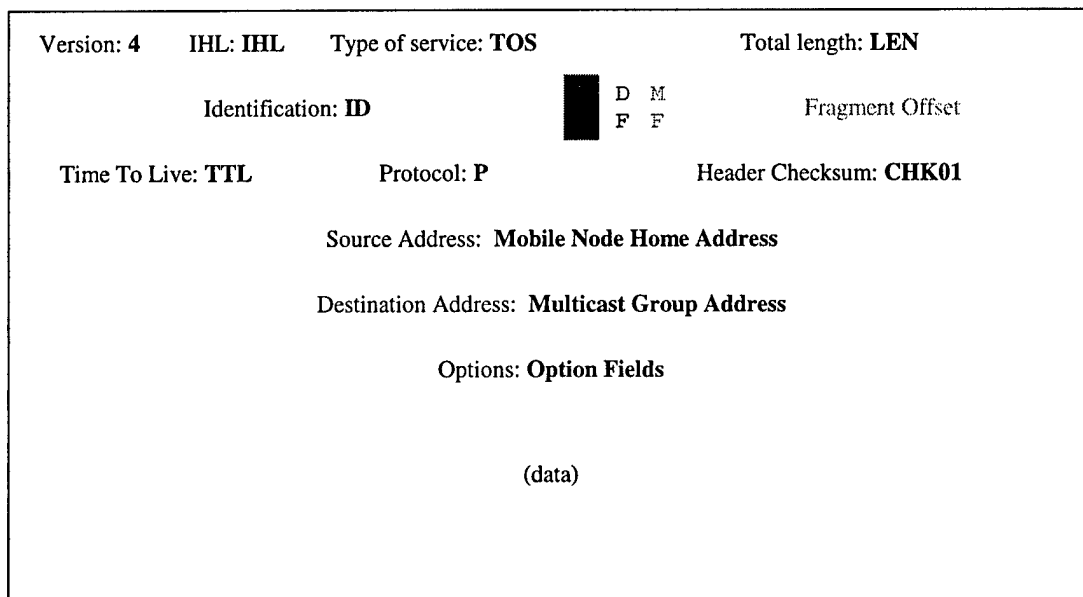 Version: 4 IHL: IHL Type of service: TOS Total length: LEN
Identification: ID D M
F F Fragment Offset
Time To Live: TTL Protocol: P Header Checksum: CHK01
Source Address: Mobile Node Home Address
Destination Address: Multicast Group Address
Options: Option Fields
(data)